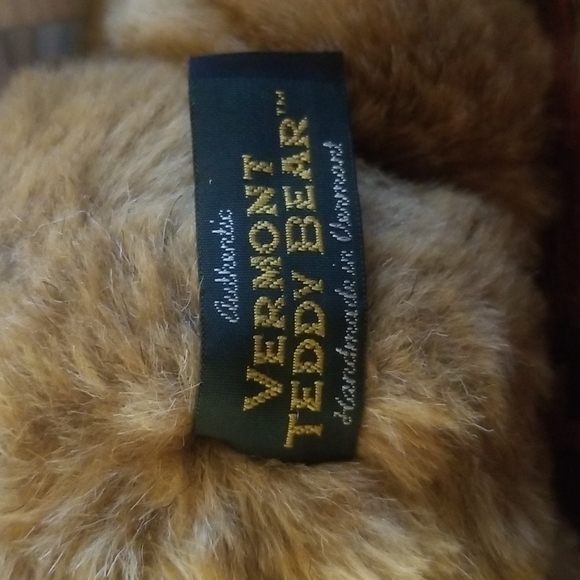 Authentic
VERMONT
TEDDY BEAR™
Handmade in Vermont